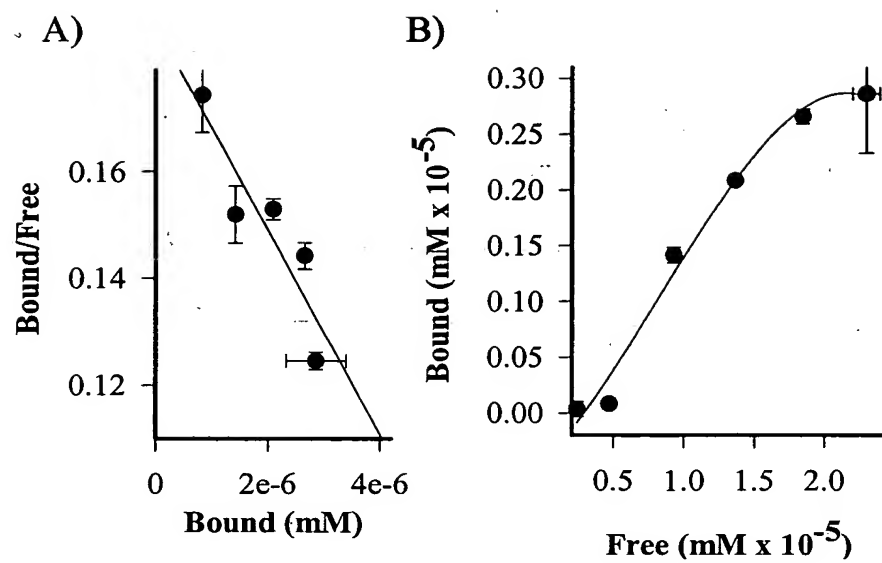 A)
Bound/Free
0.16
0.14
0.12
0
2e-6
4e-6
Bound (mM)
B)
Bound (mM x 10-5)
0.30
0.25
0.20
0.15
0.10
0.05
0.00
0.5
1.0
1.5
2.0
Free (mM x 10-5)